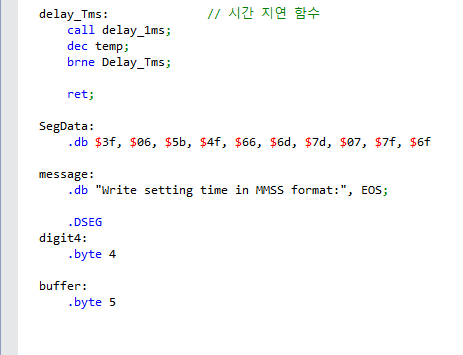 delay_Tms: // 시간 지연 함수
call delay_1ms;
dec temp;
brne Delay_Tms;
ret;
SegData:
.db $3f, $06, $5b, $4f, $66, $6d, $7d, $07, $7f, $6f
message:
.db "Write setting time in MMSS format:", EOS;
.DSEG
digit4:
.byte 4
buffer:
.byte 5